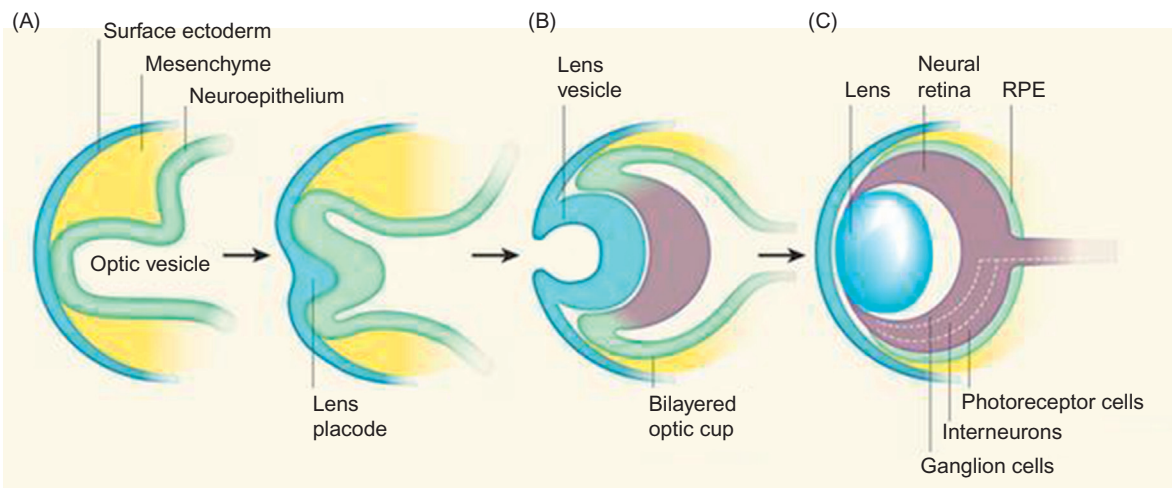 (A)
Surface ectoderm
Mesenchyme
Neuroepithelium
Optic vesicle
Lens
placode
(B)
Lens
vesicle
Bilayered
optic cup
(C)
Lens
Neural
retina
RPE
Photoreceptor cells
Interneurons
Ganglion cells